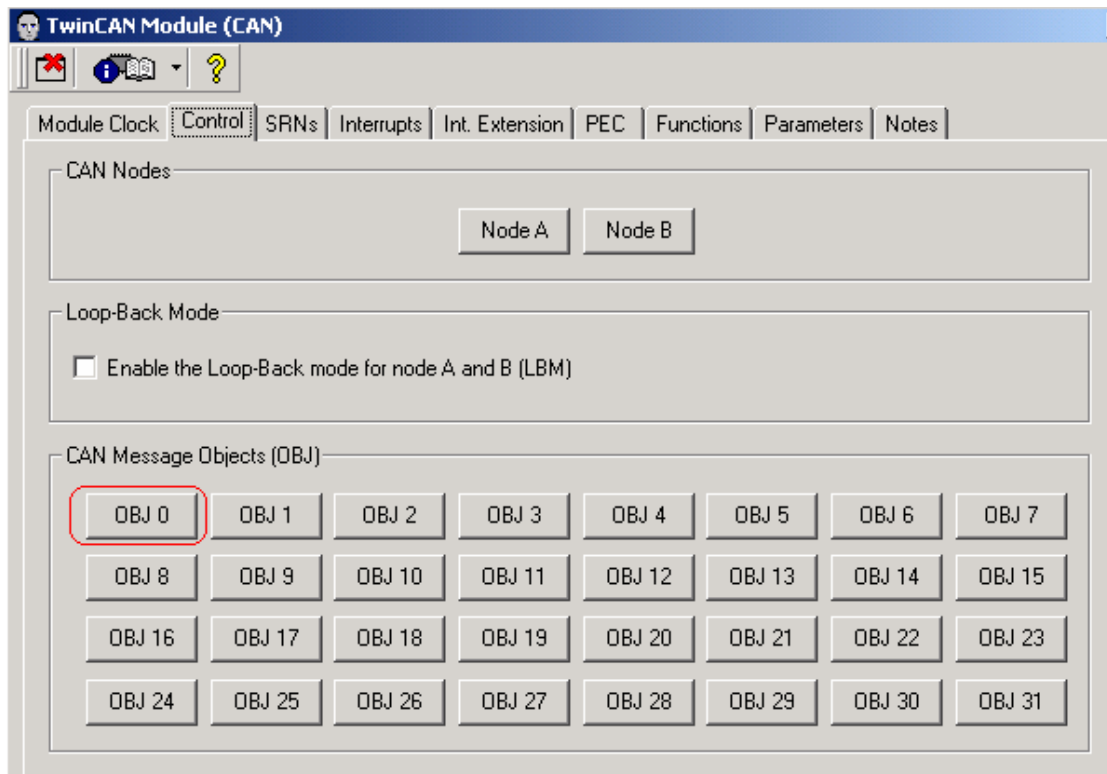 TwinCAN Module (CAN)
Module Clock Control SRNs Interrupts Int. Extension PEC Functions Parameters Notes
CAN Nodes
Node A Node B
Loop-Back Mode
Enable the Loop-Back mode for node A and B (LBM)
CAN Message Objects (OBJ)
OBJ 0 OBJ 1 OBJ 2 OBJ 3 OBJ 4 OBJ 5 OBJ 6 OBJ 7
OBJ 8 OBJ 9 OBJ 10 OBJ 11 OBJ 12 OBJ 13 OBJ 14 OBJ 15
OBJ 16 OBJ 17 OBJ 18 OBJ 19 OBJ 20 OBJ 21 OBJ 22 OBJ 23
OBJ 24 OBJ 25 OBJ 26 OBJ 27 OBJ 28 OBJ 29 OBJ 30 OBJ 31